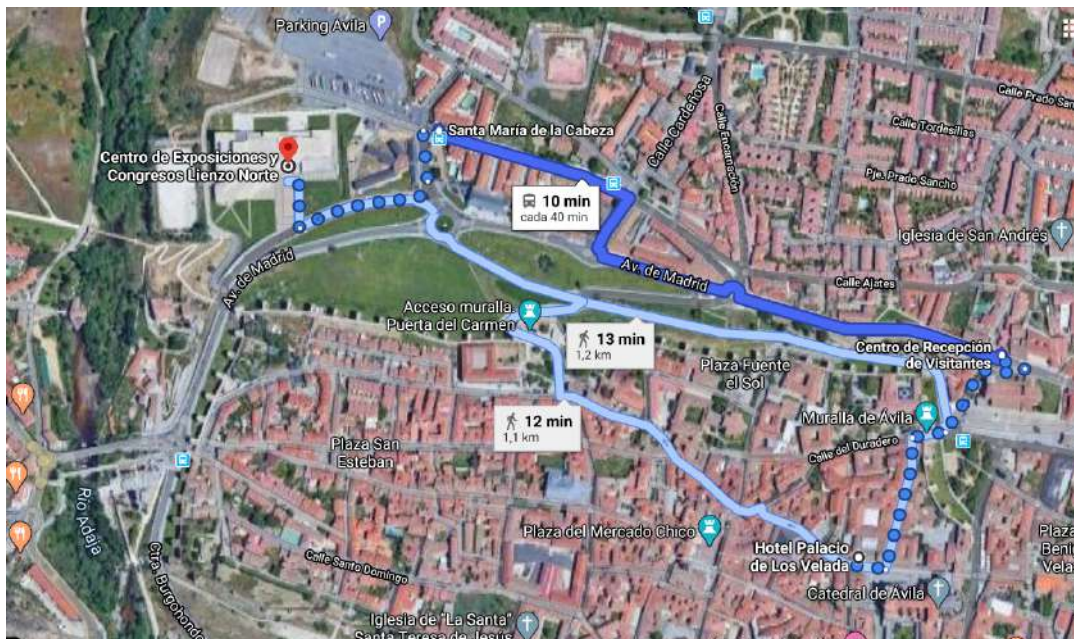 Parking Avila
P
Santa María de la Cabeza
Centro de Exposiciones y
Congresos Lienzo Norte
Calle Cardeñosa
Calle Encarnación
Calle Prado San
Calle Tordesillas
Pje. Prado Sancho
10 min
cada 40 min
Iglesia de San Andrés
Av. de Madrid
Av. de Madrid
Calle Ajates
Acceso muralla.
Puerta del Carmen
13 min
1,2 km
Centro de Recepción
de Visitantes
Plaza Fuente
el Sol
12 min
1,1 km
Muralla de Ávila
Calle del Duradero
Plaza San
Esteban
Río Adaja
Plaza del Mercado Chico
Hotel Palacio
de Los Velada
Plaza
Beni
Vela
Ctra. Burgohondo
Calle Santo Domingo
Catedral de Ávila
Iglesia de "La Santa"
Santa Teresa de Jesús